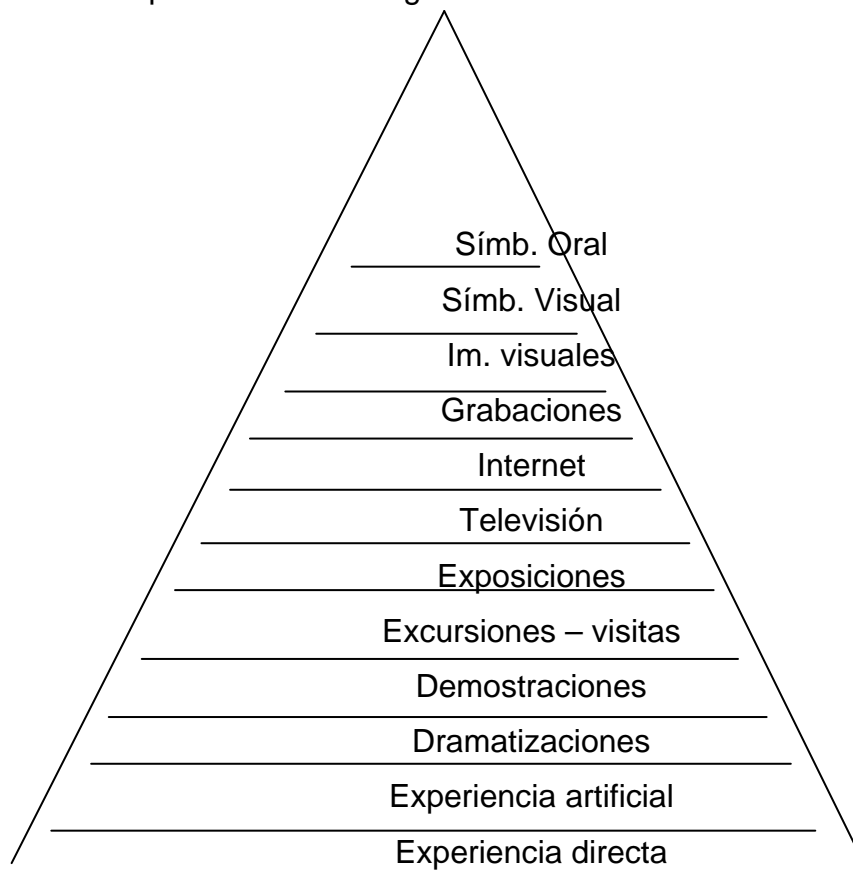 Símb. Oral
Símb. Visual
Im. visuales
Grabaciones
Internet
Televisión
Exposiciones
Excursiones – visitas
Demostraciones
Dramatizaciones
Experiencia artificial
Experiencia directa